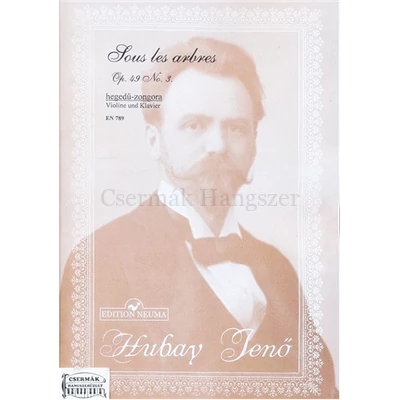 Sous les arbres
Op. 49 No. 3.
hegedű-zongora
Violine und Klavier
EN 789
Csermák Hangszer
EDITION NEUMA
Hubay Jenő
CSERMÁK
HANGSZERÜZLET